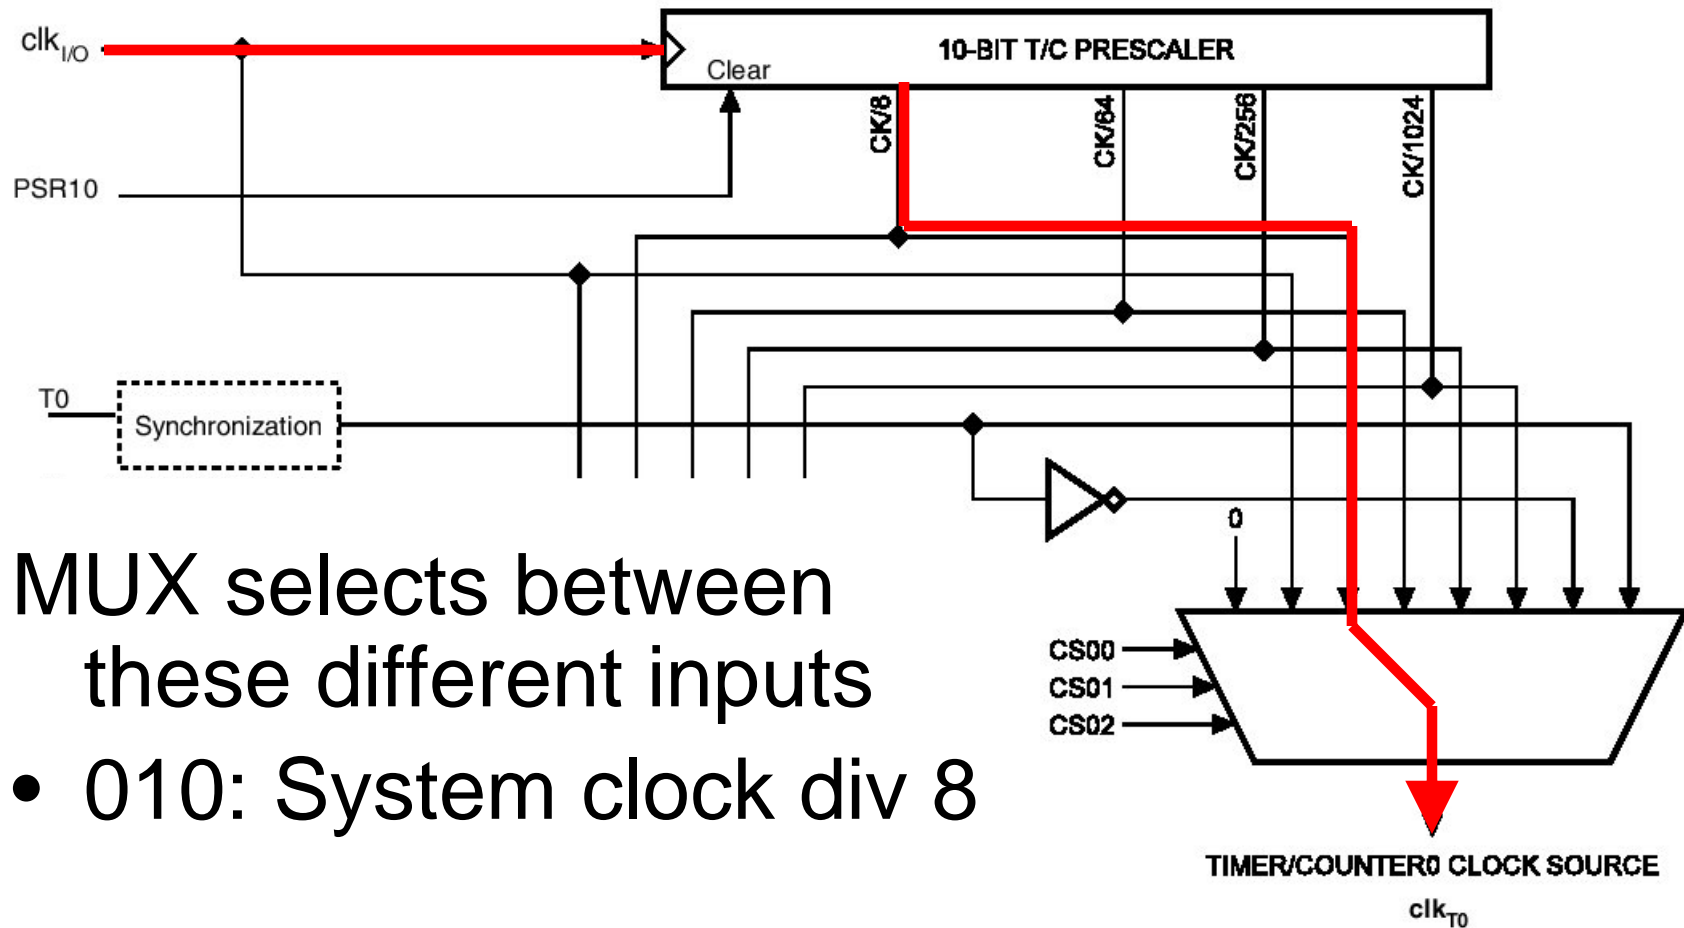 clkI/O
10-BIT T/C PRESCALER
Clear
CK/8
CK/64
CK/256
CK/1024
PSR10
T0
Synchronization
0
MUX selects between
these different inputs
• 010: System clock div 8
CS00
CS01
CS02
TIMER/COUNTER0 CLOCK SOURCE
clkT0